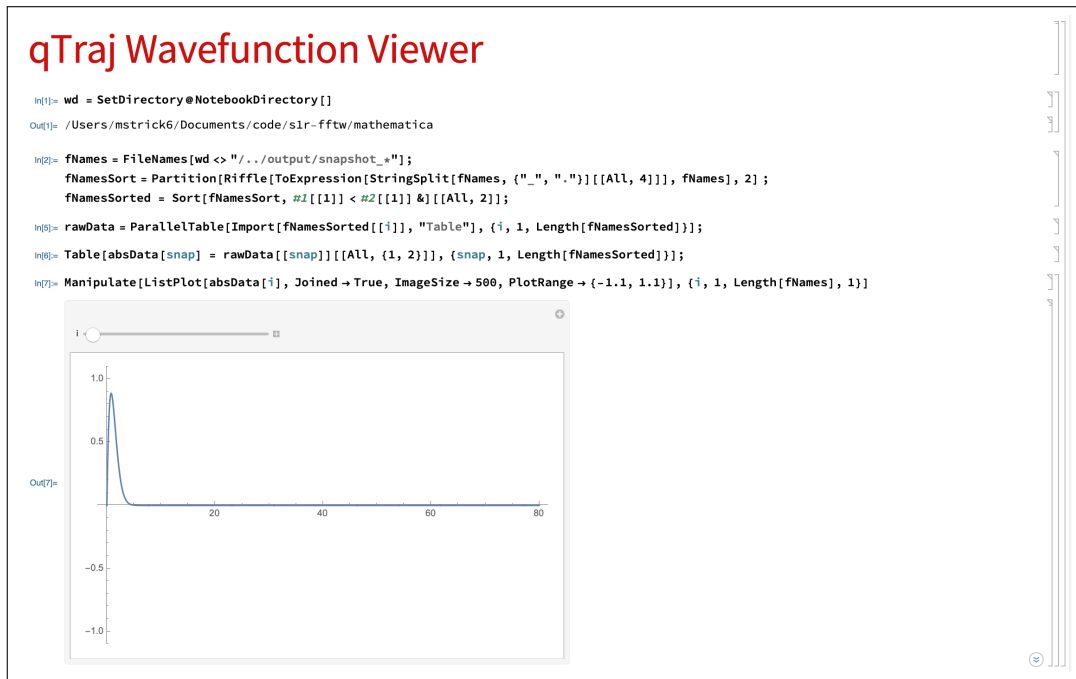 qTraj Wavefunction Viewer
In[1]:= wd = SetDirectory@NotebookDirectory[]
Out[1]= /Users/mstrick6/Documents/code/s1r-fftw/mathematica
In[2]:= fNames = FileNames[wd <> "/../output/snapshot_*"];
fNamesSort = Partition[Riffle[ToExpression[StringSplit[fNames, {"_", "."}][[All, 4]]], fNames], 2] ;
fNamesSorted = Sort[fNamesSort, #1[[1]] < #2[[1]] &][[All, 2]];
In[5]:= rawData = ParallelTable[Import[fNamesSorted[[i]], "Table"], {i, 1, Length[fNamesSorted]}];
In[6]:= Table[absData[snap] = rawData[[snap]][[All, {1, 2}]], {snap, 1, Length[fNamesSorted]}];
In[7]:= Manipulate[ListPlot[absData[i], Joined → True, ImageSize → 500, PlotRange → {-1.1, 1.1}], {i, 1, Length[fNames], 1}]
i
1.0
0.5
Out[7]=
20 40 60 80
-0.5
-1.0